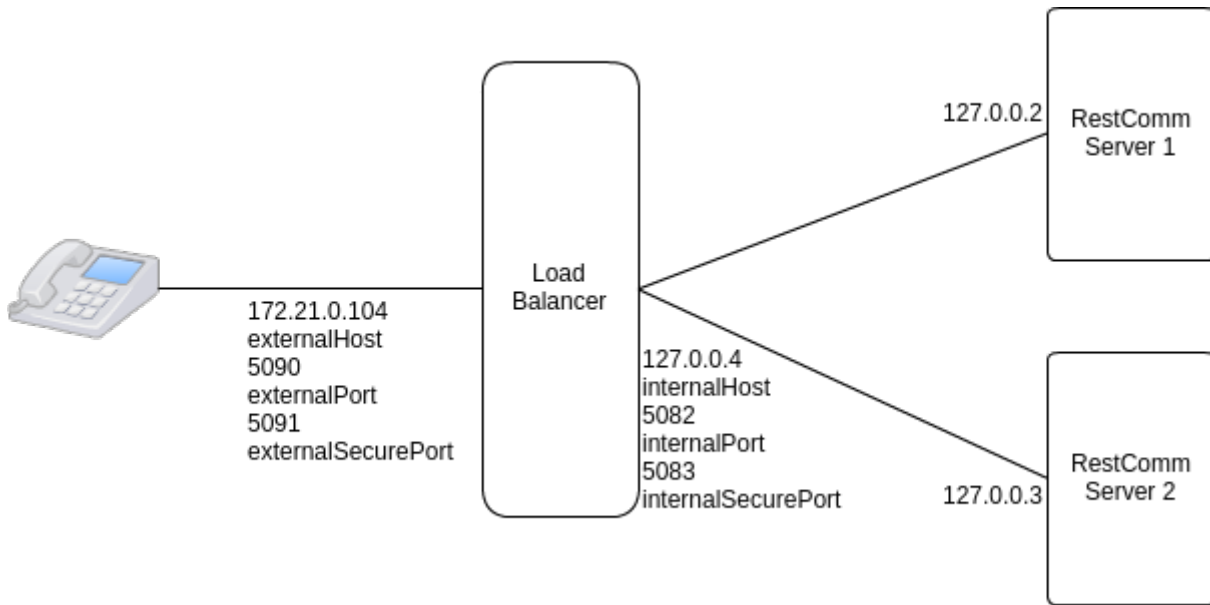 127.0.0.2
RestComm
Server 1
Load
Balancer
172.21.0.104
externalHost
5090
externalPort
5091
externalSecurePort
127.0.0.4
internalHost
5082
internalPort
5083
internalSecurePort
127.0.0.3
RestComm
Server 2